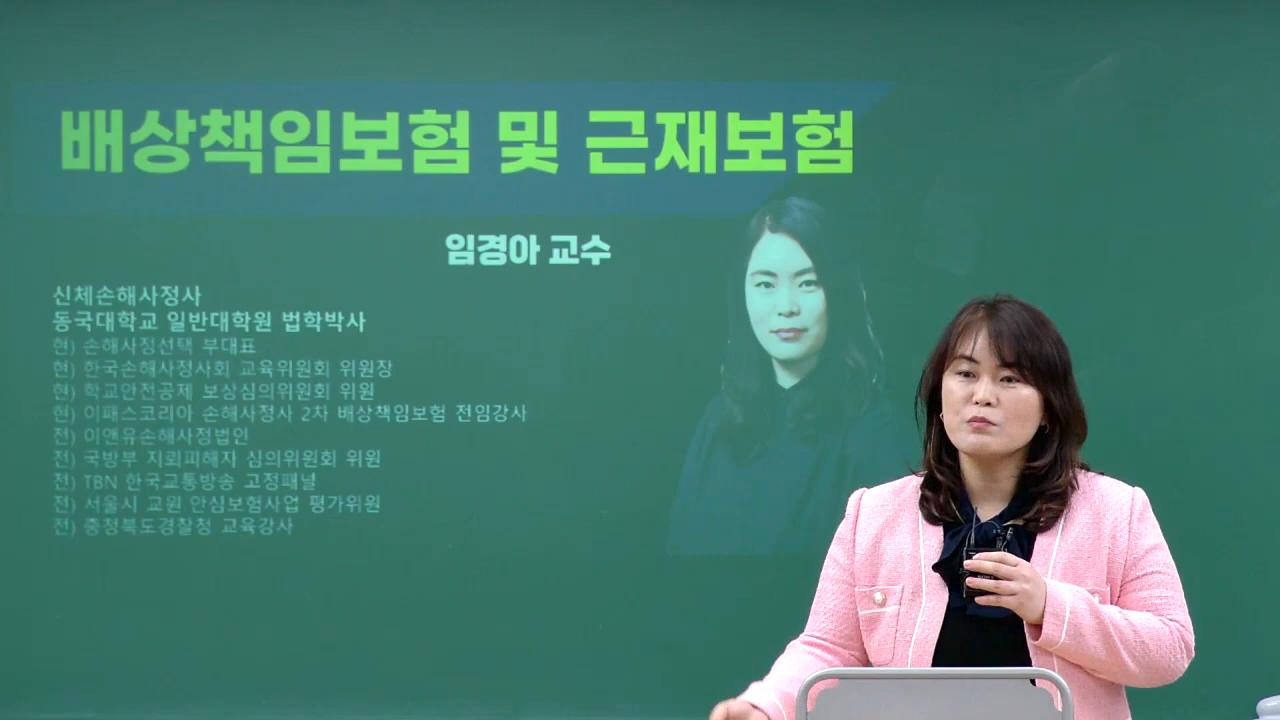 배상책임보험 및 근재보험
임경아 교수
신체손해사정사
동국대학교 일반대학원 법학박사
현) 손해사정선택 부대표
현) 한국손해사정사회 교육위원회 위원장
현) 학교안전공제 보상심의위원회 위원
현) 이패스코리아 손해사정사 2차 배상책임보험 전임강사
전) 이앤유손해사정법인
전) 국방부 지뢰피해자 심의위원회 위원
전) TBN 한국교통방송 고정패널
전) 서울시 교원 안심보험사업 평가위원
전) 충청북도경찰청 교육강사